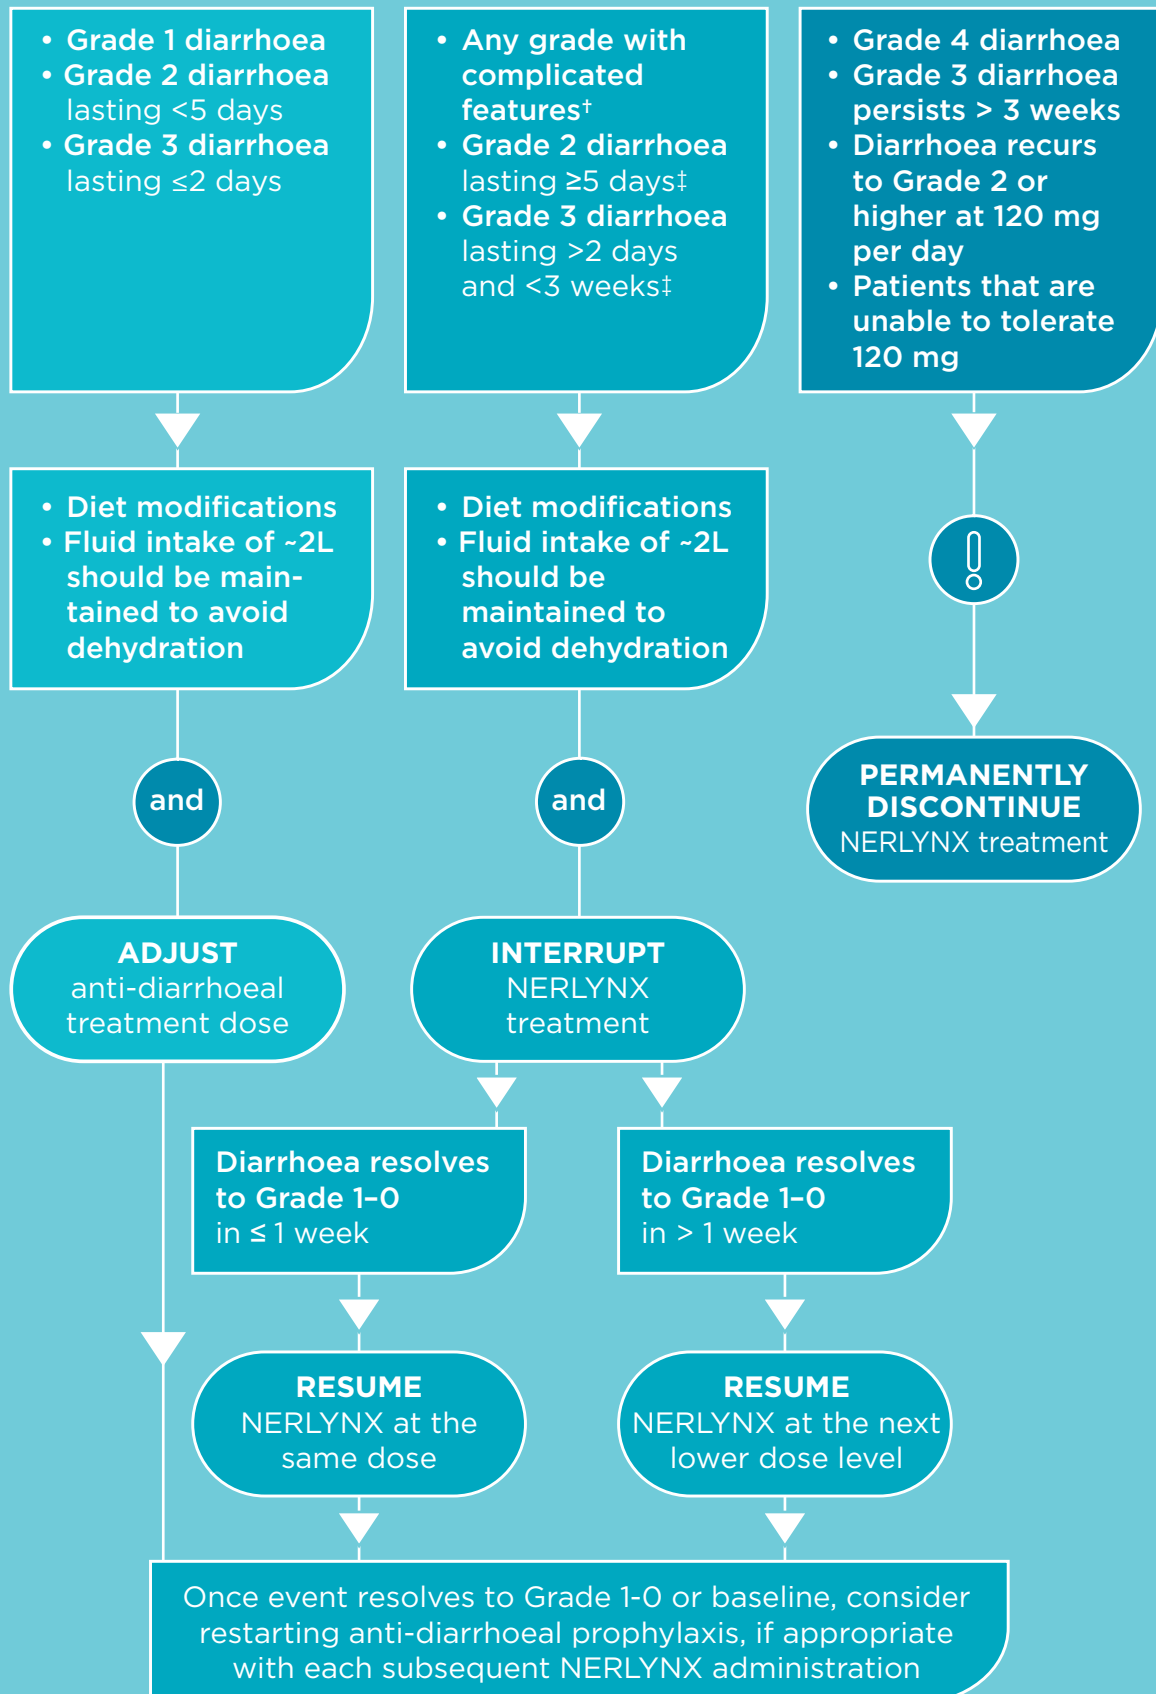 • Grade 1 diarrhoea
• Grade 2 diarrhoea
lasting <5 days
• Grade 3 diarrhoea
lasting ≤2 days
• Any grade with
complicated
features†
• Grade 2 diarrhoea
lasting ≥5 days‡
• Grade 3 diarrhoea
lasting >2 days
and <3 weeks‡
• Grade 4 diarrhoea
• Grade 3 diarrhoea
persists > 3 weeks
• Diarrhoea recurs
to Grade 2 or
higher at 120 mg
per day
• Patients that are
unable to tolerate
120 mg
• Diet modifications
• Fluid intake of ~2L
should be main-
tained to avoid
dehydration
• Diet modifications
• Fluid intake of ~2L
should be
maintained to
avoid dehydration
!
PERMANENTLY
DISCONTINUE
NERLYNX treatment
and
and
ADJUST
anti-diarrhoeal
treatment dose
INTERRUPT
NERLYNX
treatment
Diarrhoea resolves
to Grade 1–0
in ≤ 1 week
Diarrhoea resolves
to Grade 1–0
in > 1 week
RESUME
NERLYNX at the
same dose
RESUME
NERLYNX at the next
lower dose level
Once event resolves to Grade 1-0 or baseline, consider
restarting anti-diarrhoeal prophylaxis, if appropriate
with each subsequent NERLYNX administration